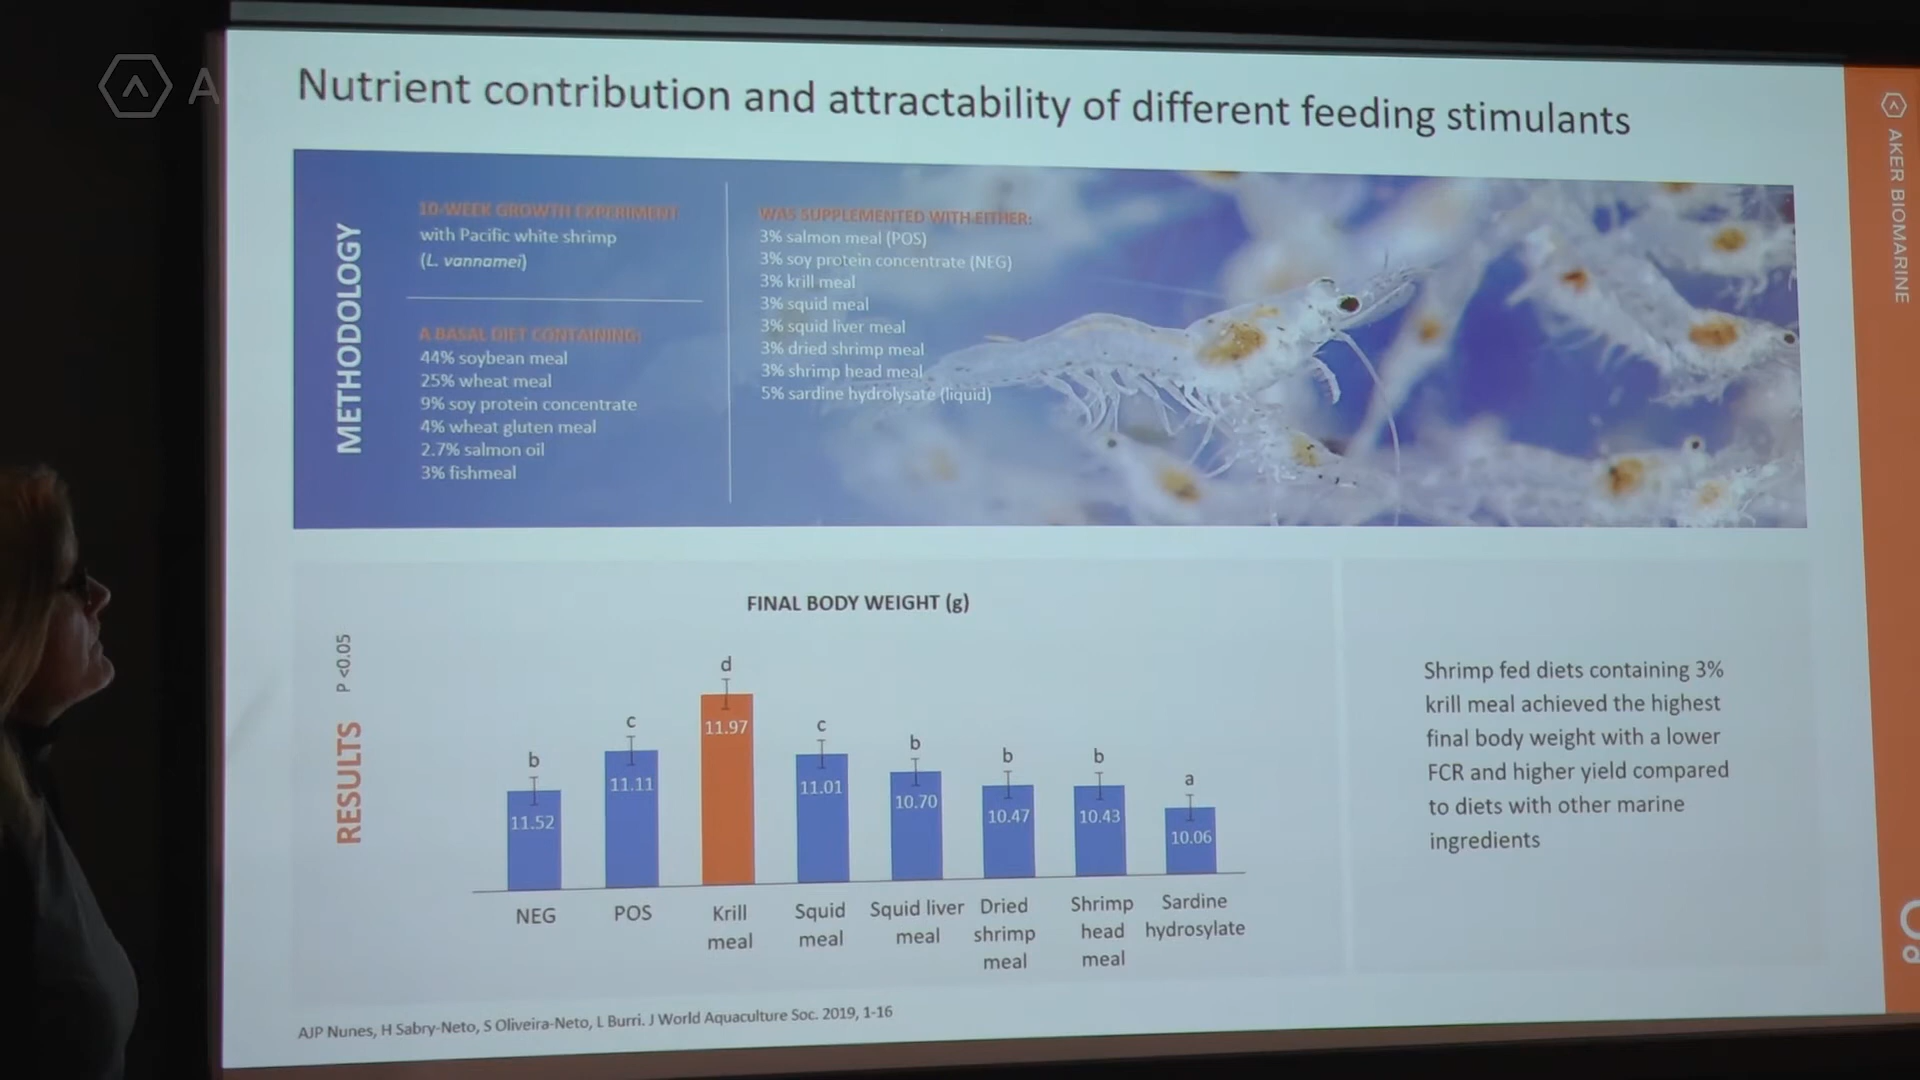 A
Nutrient contribution and attractability of different feeding stimulants
AKER BIOMARINE
METHODOLOGY
10-WEEK GROWTH EXPERIMENT
with Pacific white shrimp
(L. vannamei)
A BASAL DIET CONTAINING:
44% soybean meal
25% wheat meal
9% soy protein concentrate
4% wheat gluten meal
2.7% salmon oil
3% fishmeal
WAS SUPPLEMENTED WITH EITHER:
3% salmon meal (POS)
3% soy protein concentrate (NEG)
3% krill meal
3% squid meal
3% squid liver meal
3% dried shrimp meal
3% shrimp head meal
5% sardine hydrolysate (liquid)
RESULTS P <0.05
FINAL BODY WEIGHT (g)
b c d c b b b a
11.52 11.11 11.97 11.01 10.70 10.47 10.43 10.06
NEG POS Krill Squid Squid liver Dried Shrimp Sardine
meal meal meal shrimp head hydrosylate
meal meal
Shrimp fed diets containing 3%
krill meal achieved the highest
final body weight with a lower
FCR and higher yield compared
to diets with other marine
ingredients
AJP Nunes, H Sabry-Neto, S Oliveira-Neto, L Burri. J World Aquaculture Soc. 2019, 1-16